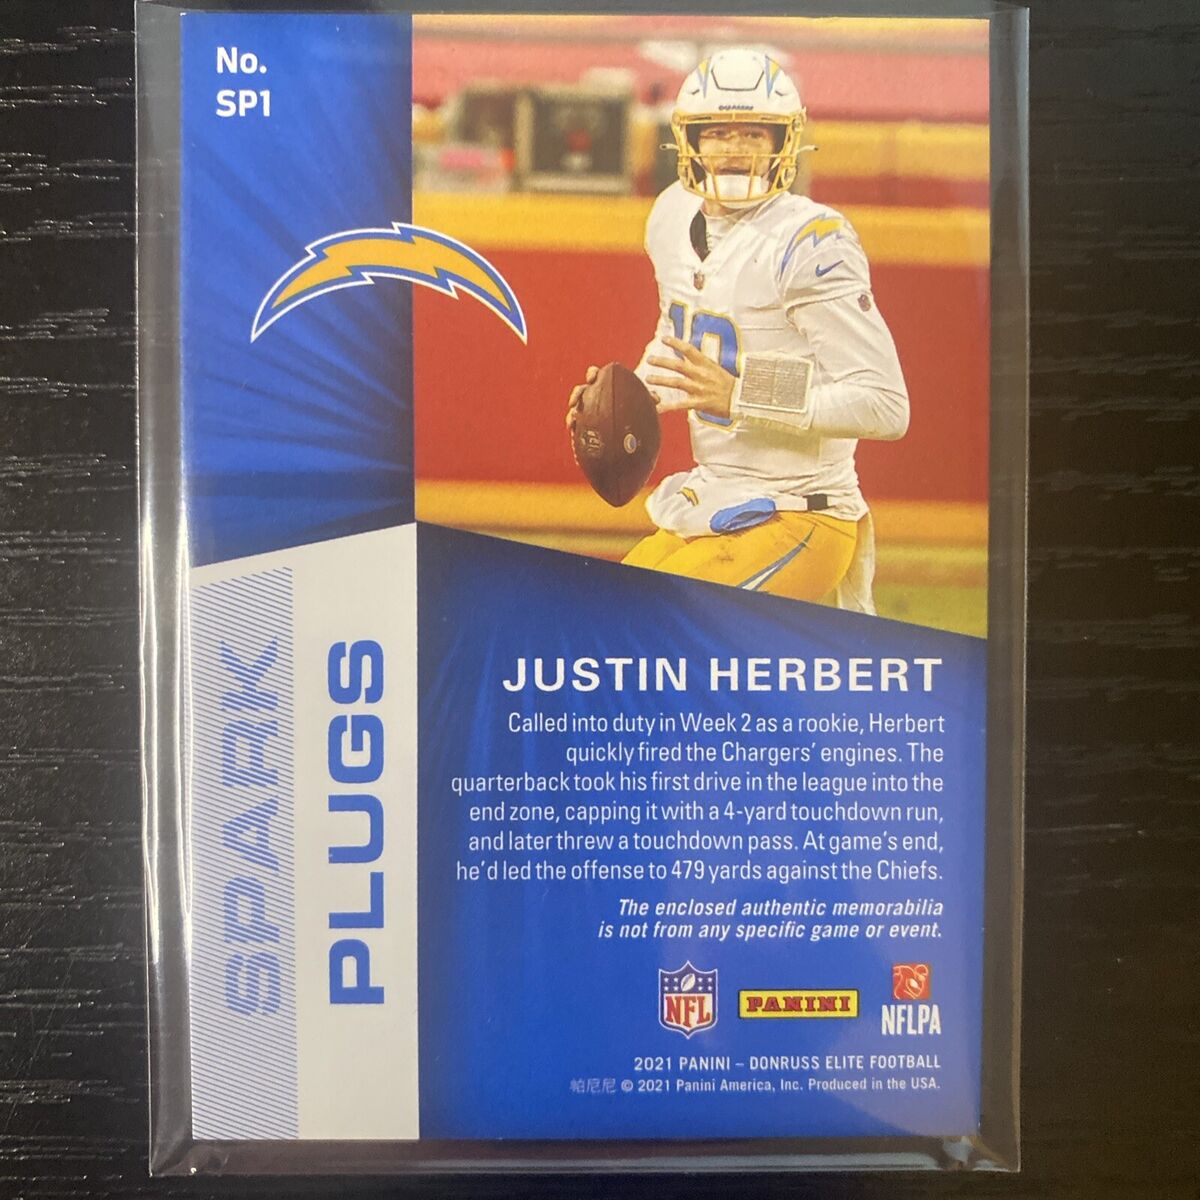 No.
SP1
SPARK
PLUGS
10
JUSTIN HERBERT
Called into duty in Week 2 as a rookie, Herbert
quickly fired the Chargers' engines. The
quarterback took his first drive in the league into the
end zone, capping it with a 4-yard touchdown run,
and later threw a touchdown pass. At game's end,
he'd led the offense to 479 yards against the Chiefs.
The enclosed authentic memorabilia
is not from any specific game or event.
NFL
PANINI
NFLPA
2021 PANINI – DONRUSS ELITE FOOTBALL
帕尼尼 © 2021 Panini America, Inc. Produced in the USA.